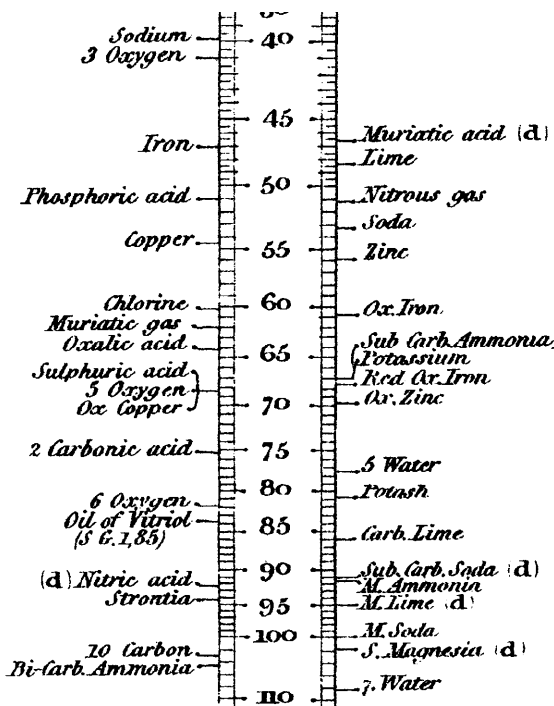 Sodium
3 Oxygen
Iron
Phosphoric acid
Copper
Chlorine
Muriatic gas
Oxalic acid
Sulphuric acid
5 Oxygen
Ox Copper
2 Carbonic acid
6 Oxygen
Oil of Vitriol
(S G. 1,85)
(d) Nitric acid
Strontia
10 Carbon
Bi-Carb. Ammonia
40
45
50
55
60
65
70
75
80
85
90
95
100
110
Muriatic acid (d)
Lime
Nitrous gas
Soda
Zinc
Ox. Iron
Sub Carb. Ammonia
Potassium
Red Ox. Iron
Ox. Zinc
5 Water
Potash
Carb. Lime
Sub. Carb. Soda (d)
M. Ammonia
M. Lime (d)
M. Soda
S. Magnesia (d)
7. Water